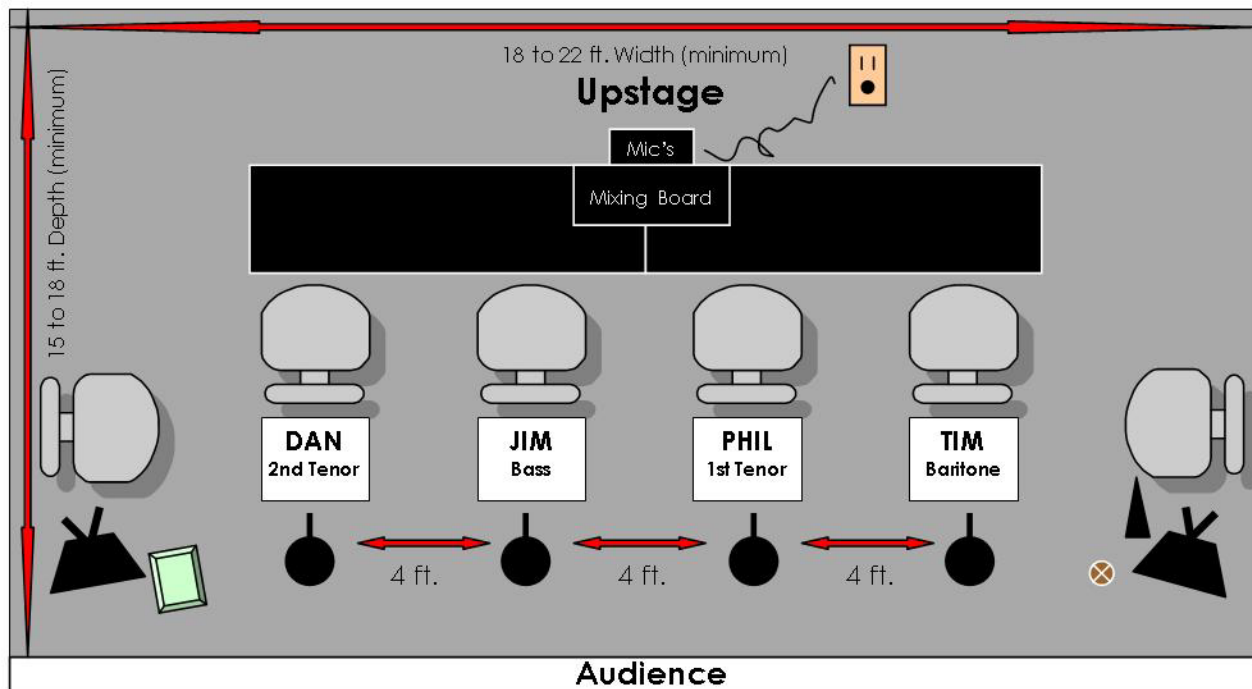 18 to 22 ft. Width (minimum)
Upstage
15 to 18 ft. Depth (minimum)
Mic's
Mixing Board
DAN
2nd Tenor
JIM
Bass
PHIL
1st Tenor
TIM
Baritone
4 ft.
4 ft.
4 ft.
Audience